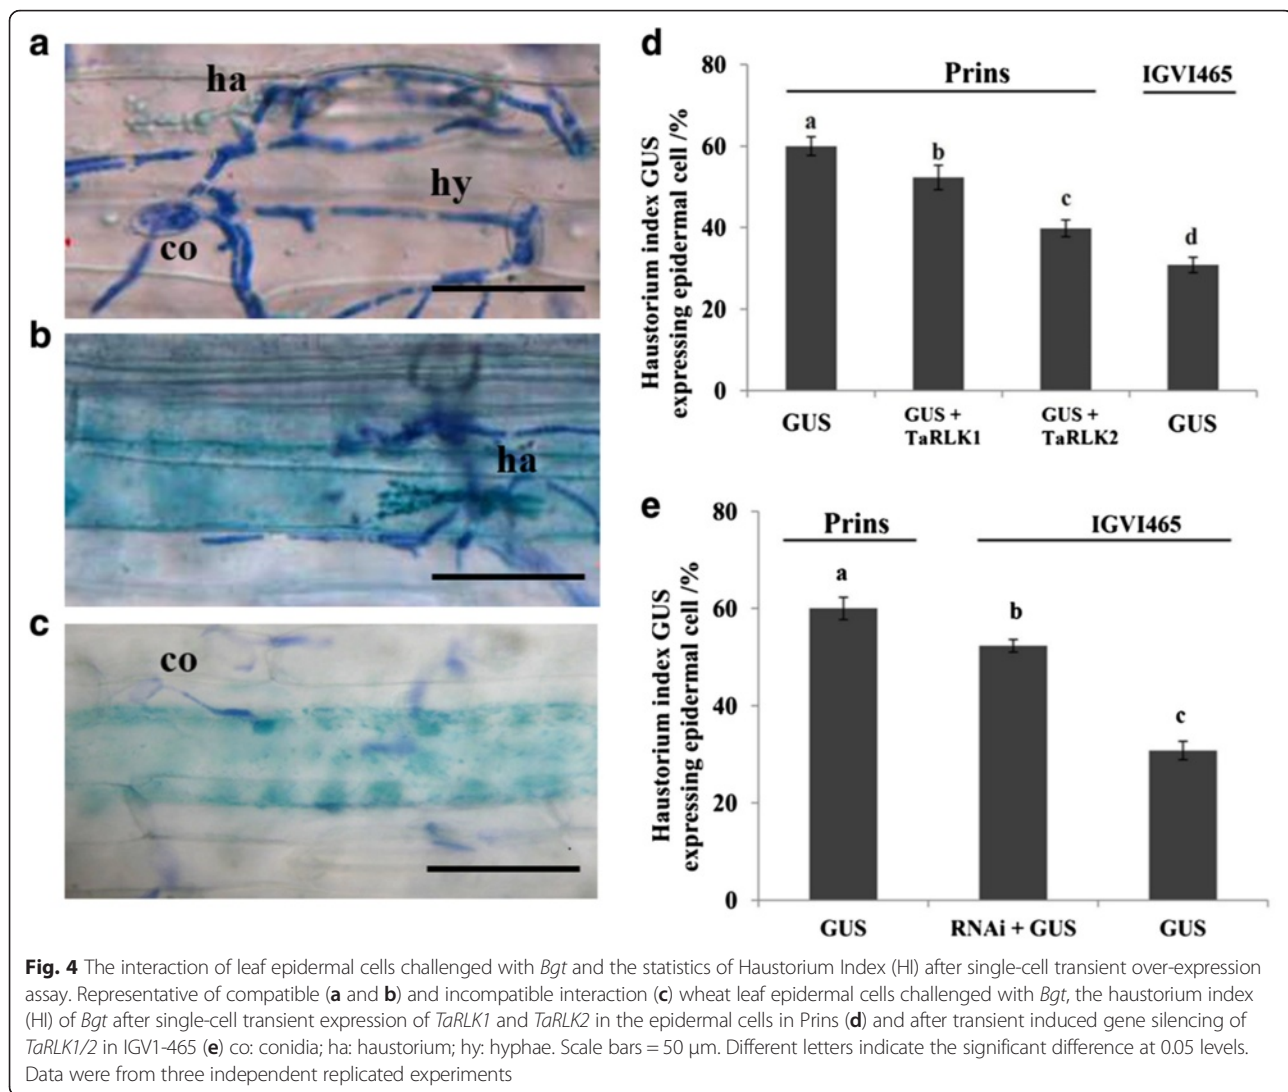 a
ha
hy
co
b
ha
c
co
d
Haustorium index GUS
expressing epidermal cell /%
80
60
40
20
0
Prins
IGVI465
a
b
c
d
GUS
GUS +
TaRLK1
GUS +
TaRLK2
GUS
e
Haustorium index GUS
expressing epidermal cell /%
80
60
40
20
0
Prins
IGVI465
a
b
c
GUS
RNAi + GUS
GUS
Fig. 4 The interaction of leaf epidermal cells challenged with Bgt and the statistics of Haustorium Index (HI) after single-cell transient over-expression
assay. Representative of compatible (a and b) and incompatible interaction (c) wheat leaf epidermal cells challenged with Bgt, the haustorium index
(HI) of Bgt after single-cell transient expression of TaRLK1 and TaRLK2 in the epidermal cells in Prins (d) and after transient induced gene silencing of
TaRLK1/2 in IGV1-465 (e) co: conidia; ha: haustorium; hy: hyphae. Scale bars = 50 μm. Different letters indicate the significant difference at 0.05 levels.
Data were from three independent replicated experiments